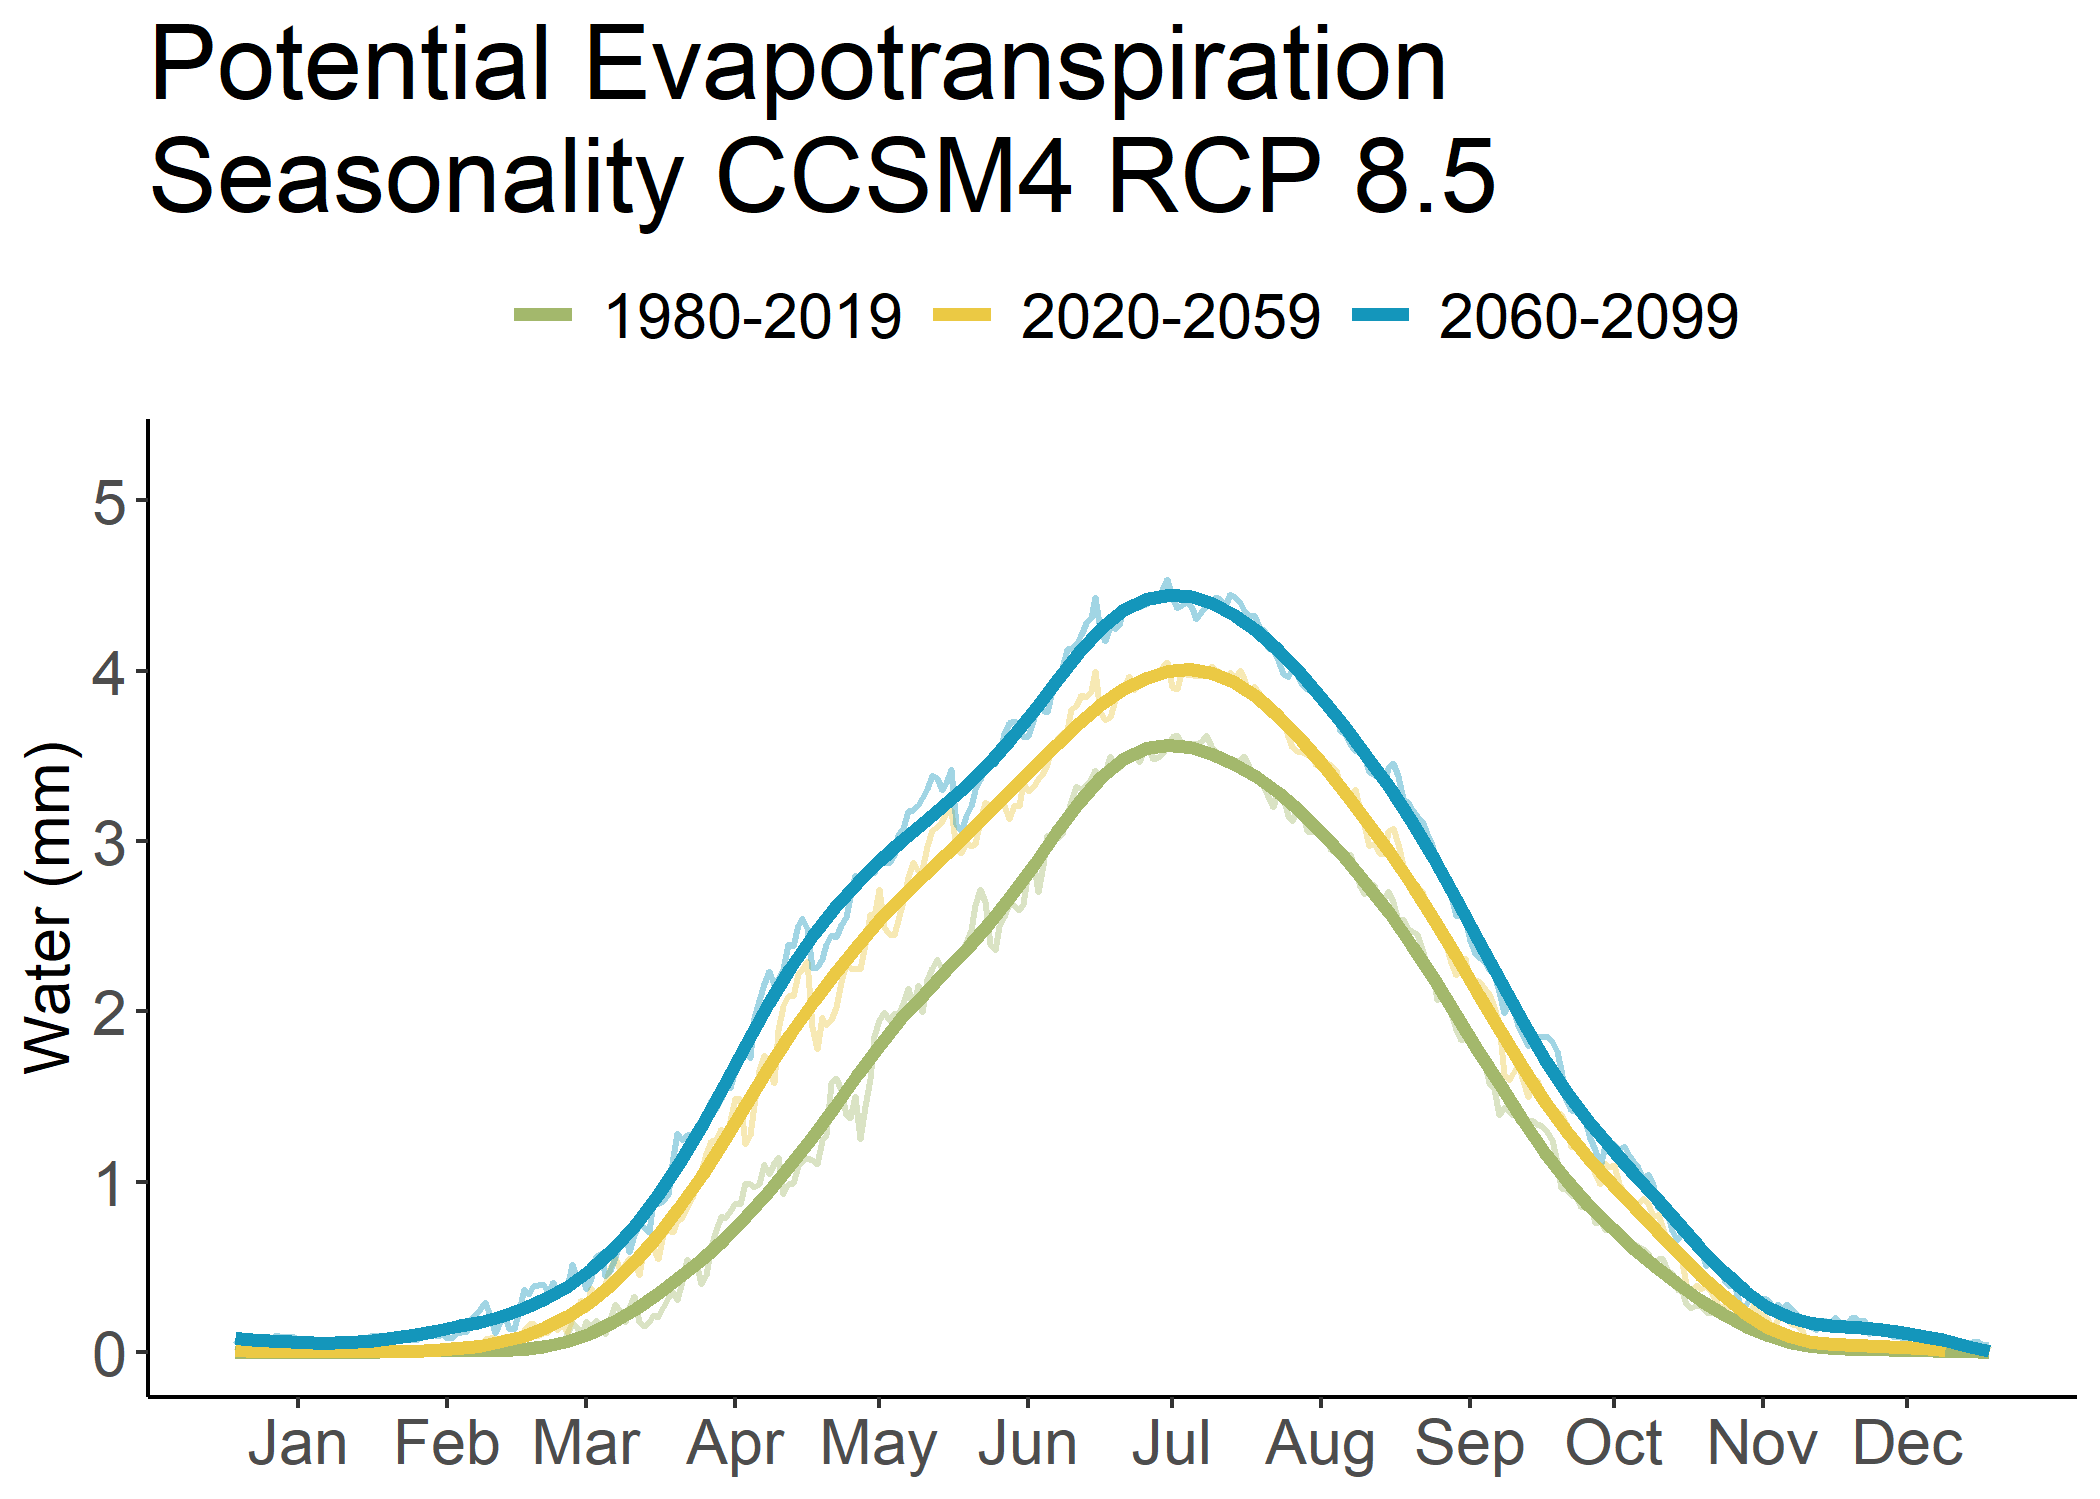 Potential Evapotranspiration
Seasonality CCSM4 RCP 8.5
1980-2019 2020-2059 2060-2099
5
4
3
2
1
0
Water (mm)
Jan Feb Mar Apr May Jun Jul Aug Sep Oct Nov Dec